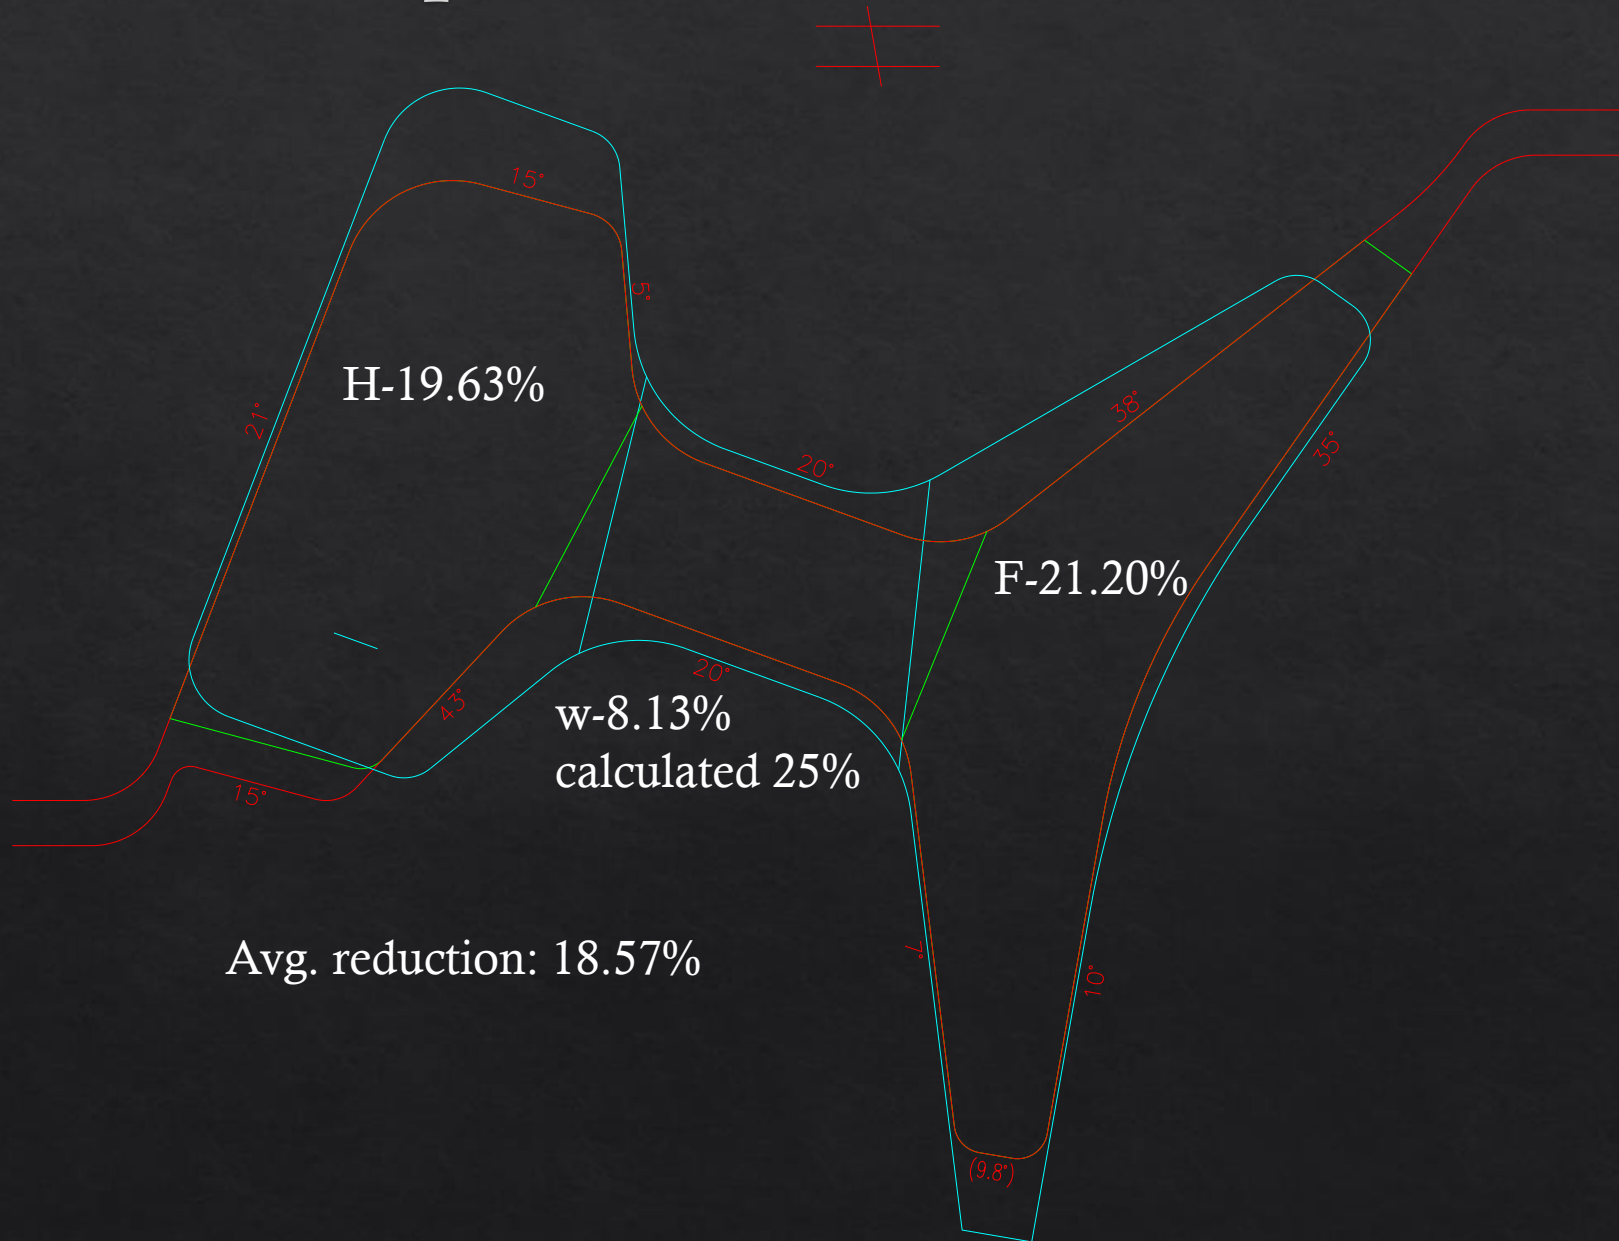 15°
5°
H-19.63%
21°
38°
20°
35°
F-21.20%
20°
43°
w-8.13%
calculated 25%
15°
Avg. reduction: 18.57%
7°
10°
(9.8°)